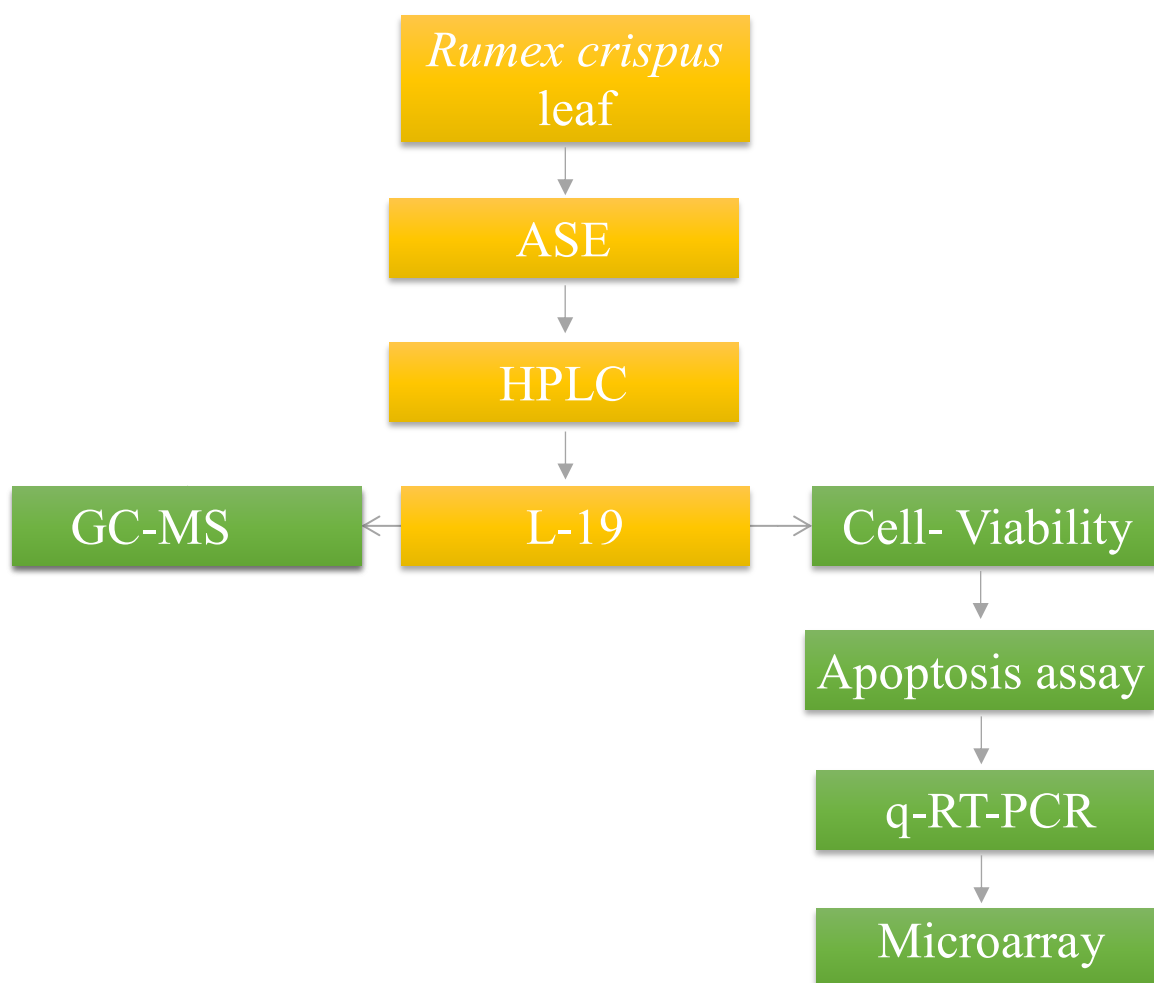 Rumex crispus
leaf
ASE
HPLC
GC-MS
L-19
Cell- Viability
Apoptosis assay
q-RT-PCR
Microarray